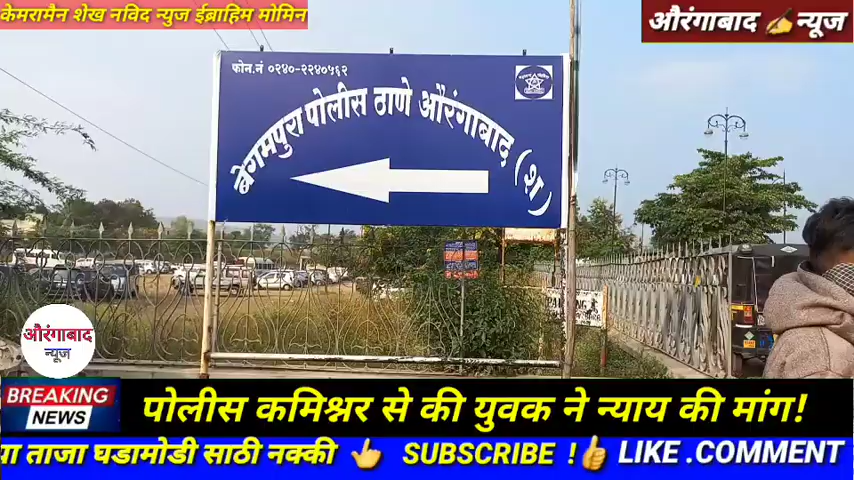 केमरामैन शेख नविद न्युज ईब्राहिम मोमिन
औरंगाबाद ✍️न्यूज
फोन.नं ०२४०-२२४०५६२
बेगमपुरा पोलीस ठाणे औरंगाबाद (श)
औरंगाबाद
न्यूज
BREAKING
NEWS
पोलीस कमिश्नर से की युवक ने न्याय की मांग!
ताजा घडामोडी साठी नक्की 👆 SUBSCRIBE !👍 LIKE .COMMENT